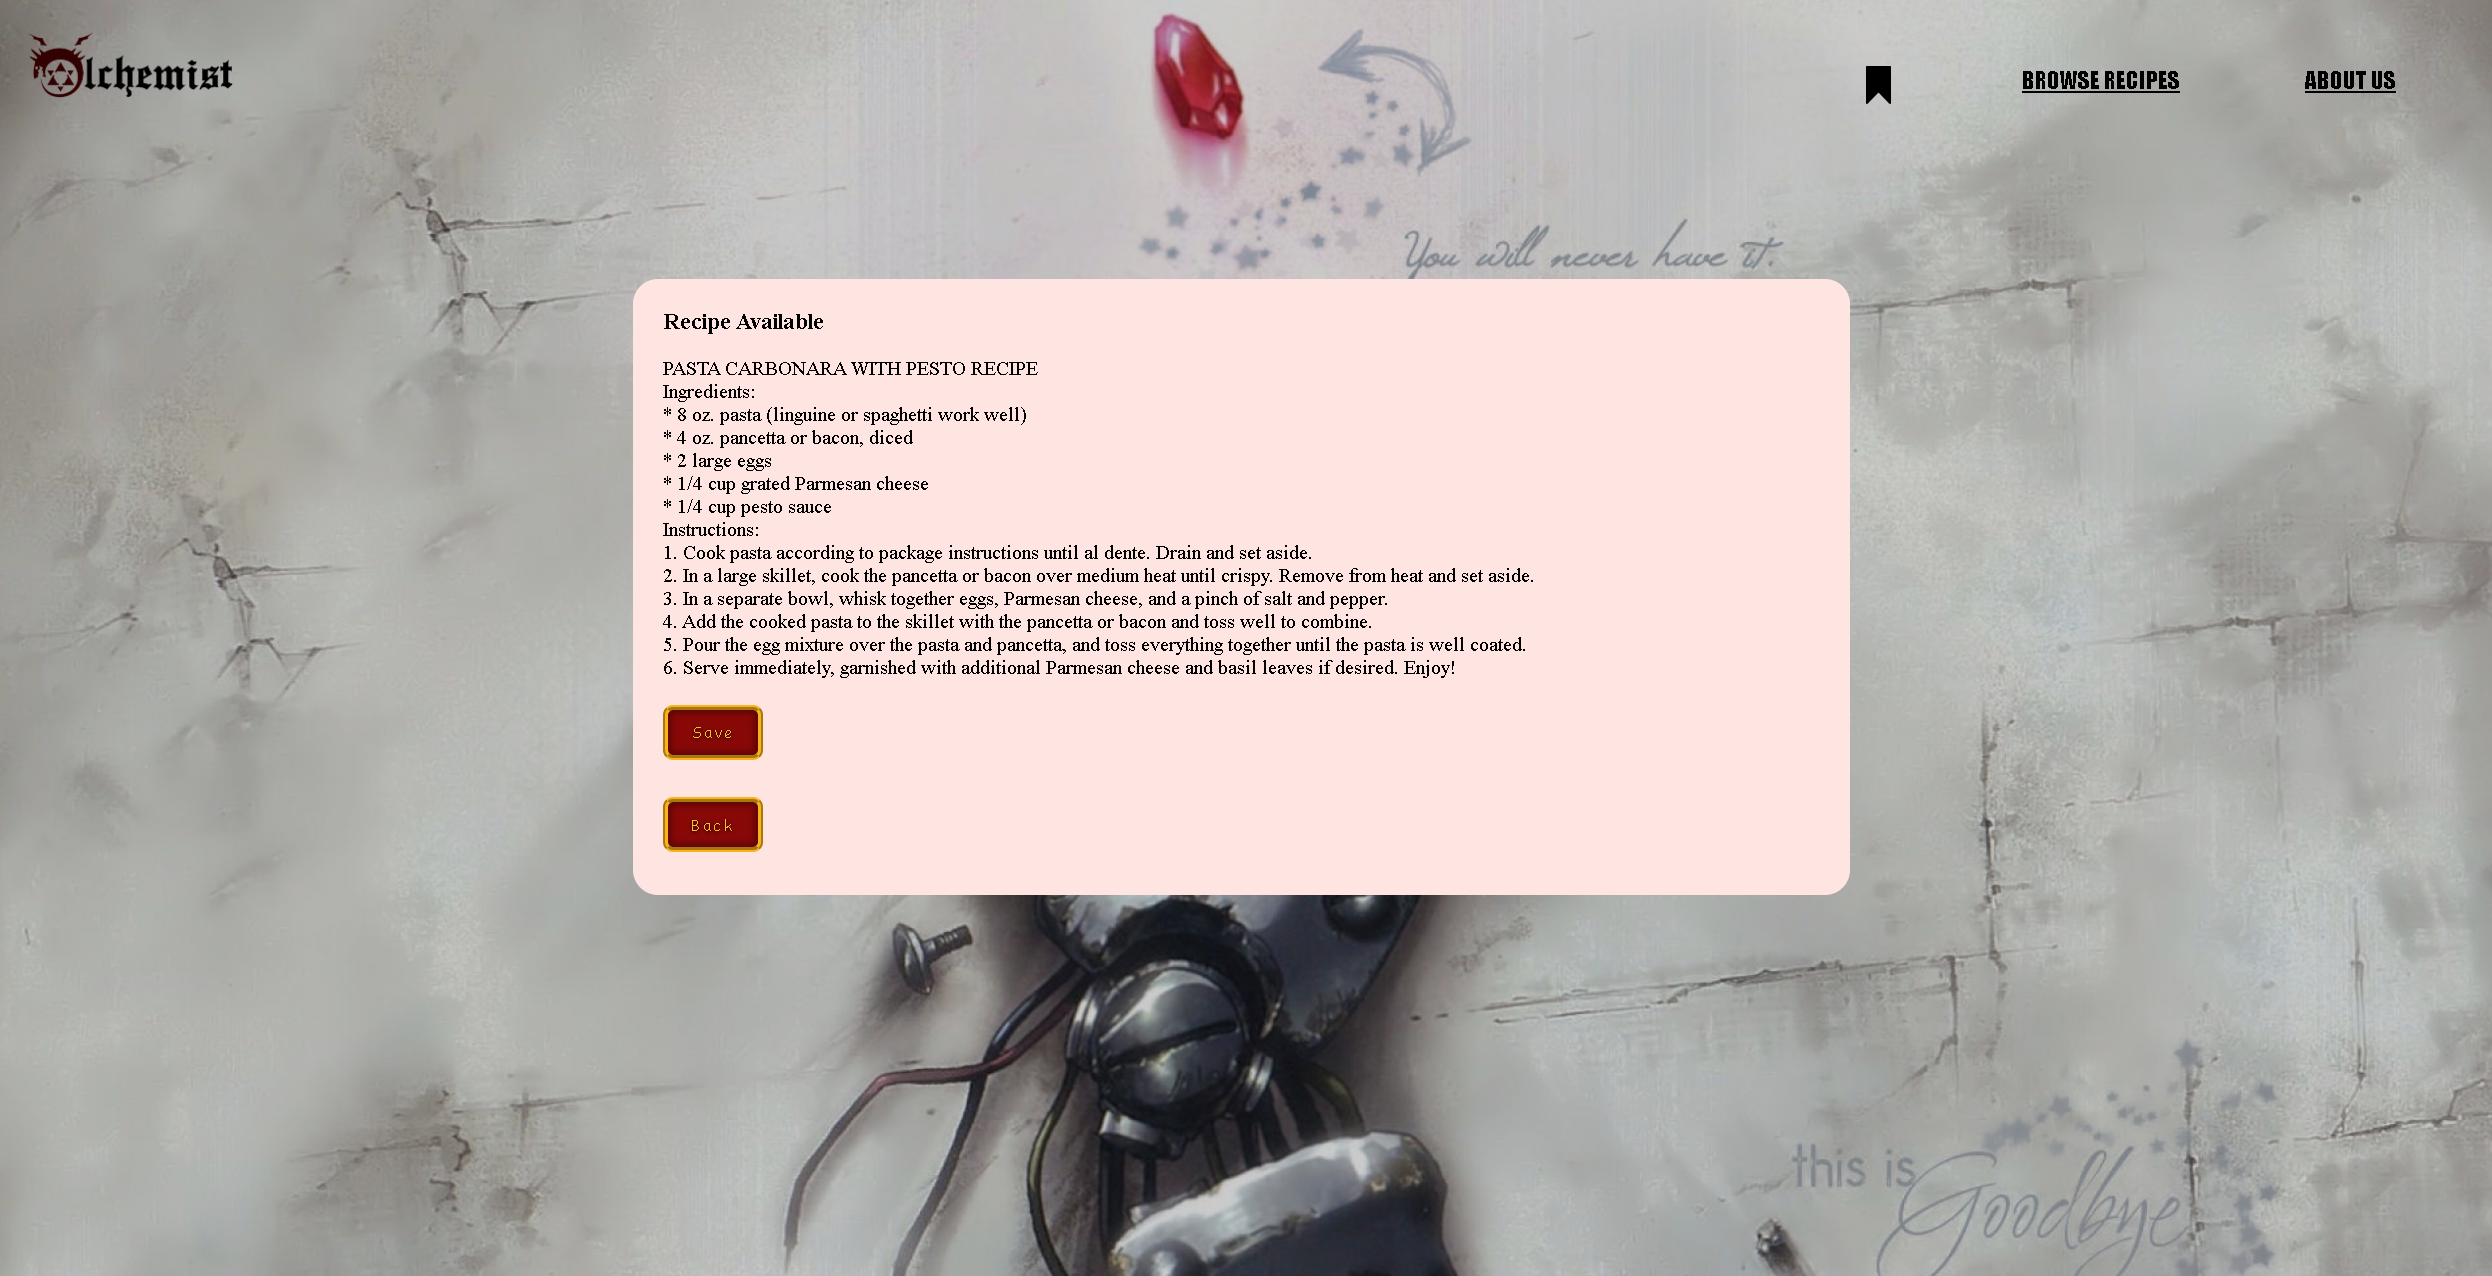 Olchemist
BROWSE RECIPES
ABOUT US
You will never have it.
Recipe Available
PASTA CARBONARA WITH PESTO RECIPE
Ingredients:
* 8 oz. pasta (linguine or spaghetti work well)
* 4 oz. pancetta or bacon, diced
* 2 large eggs
* 1/4 cup grated Parmesan cheese
* 1/4 cup pesto sauce
Instructions:
1. Cook pasta according to package instructions until al dente. Drain and set aside.
2. In a large skillet, cook the pancetta or bacon over medium heat until crispy. Remove from heat and set aside.
3. In a separate bowl, whisk together eggs, Parmesan cheese, and a pinch of salt and pepper.
4. Add the cooked pasta to the skillet with the pancetta or bacon and toss well to combine.
5. Pour the egg mixture over the pasta and pancetta, and toss everything together until the pasta is well coated.
6. Serve immediately, garnished with additional Parmesan cheese and basil leaves if desired. Enjoy!
Save
Back
this is Goodbye